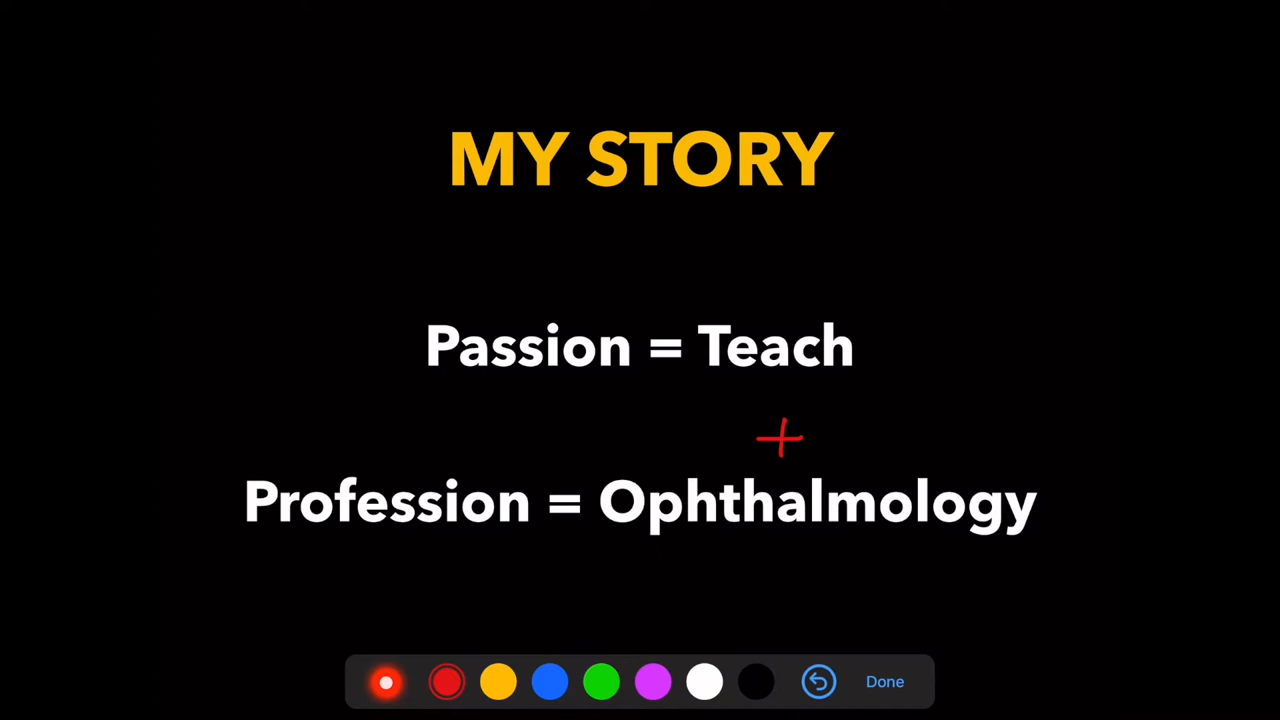 MY STORY
Passion = Teach
+
Profession = Ophthalmology
Done